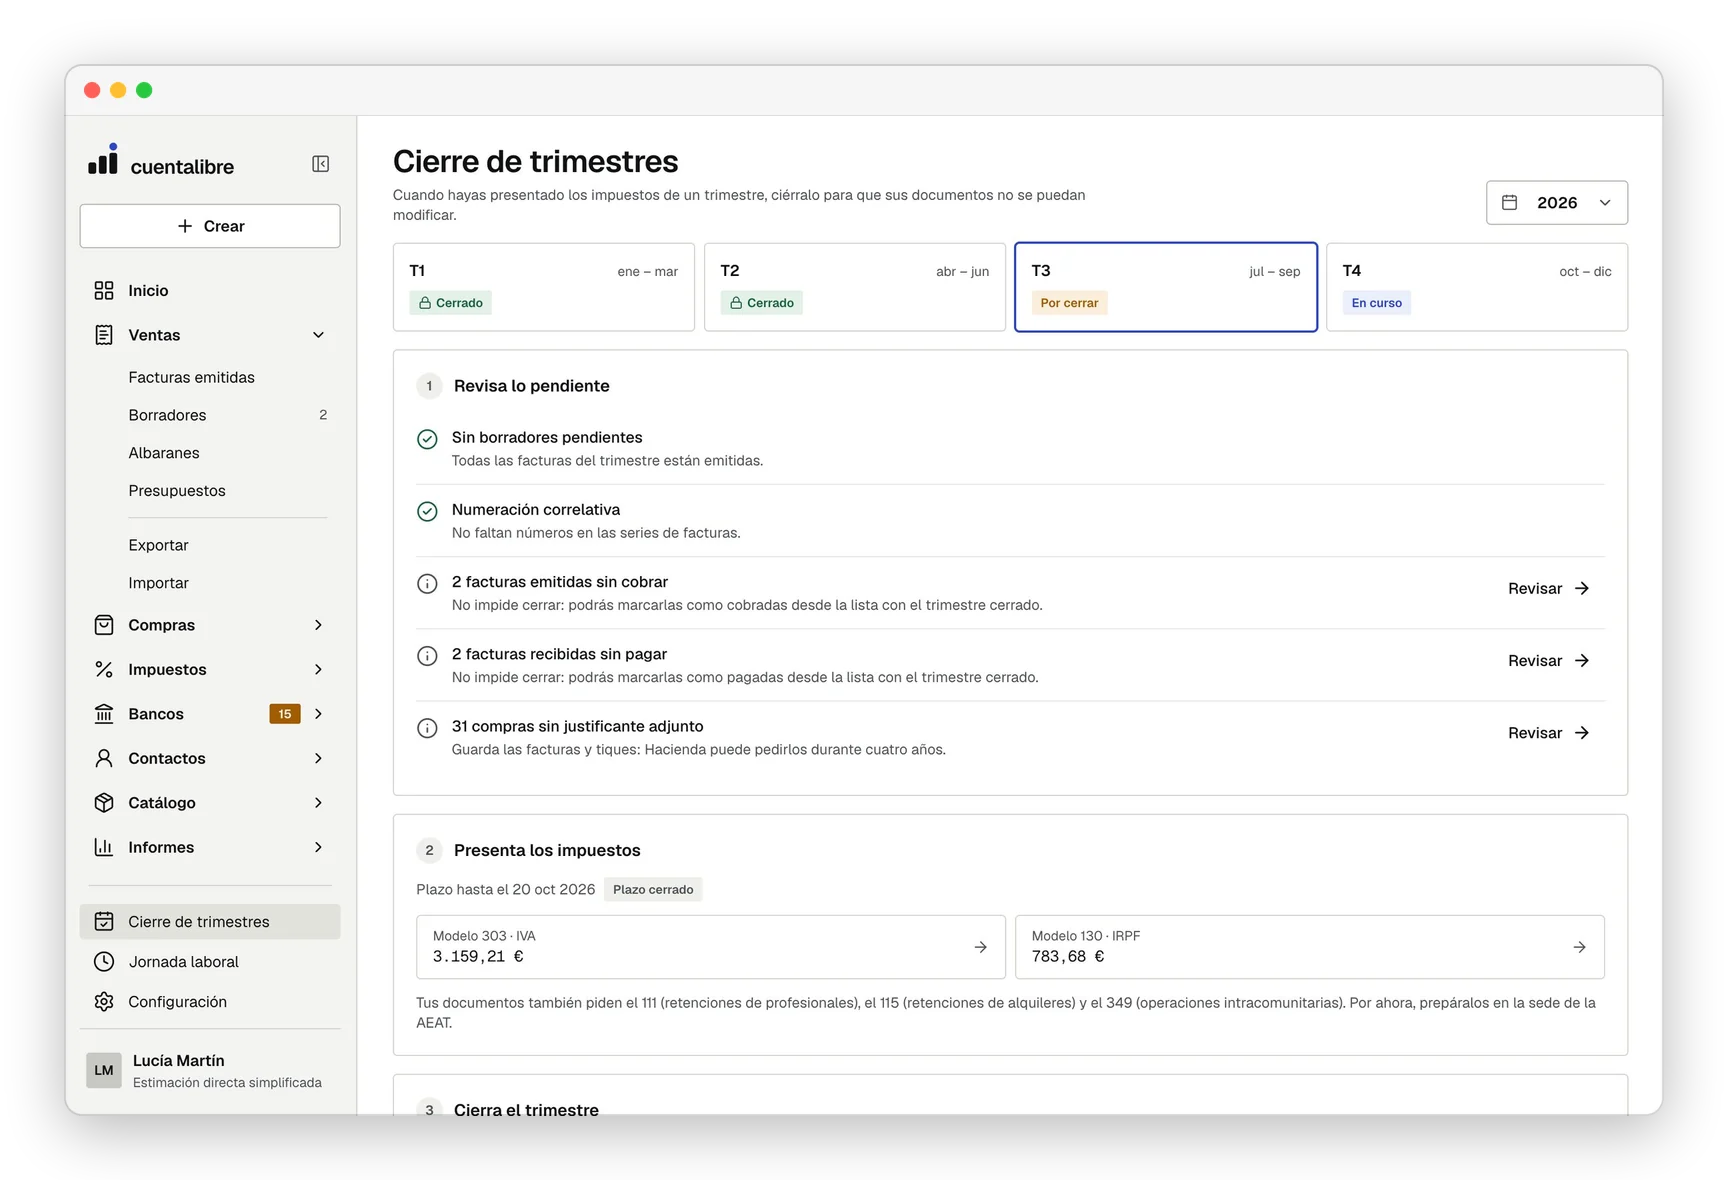 cuentalibre
Crear
Inicio
Ventas
Facturas emitidas
Borradores 2
Albaranes
Presupuestos
Exportar
Importar
Compras
Impuestos
Bancos 15
Contactos
Catálogo
Informes
Cierre de trimestres
Jornada laboral
Configuración
LM
Lucía Martín
Estimación directa simplificada
Cierre de trimestres
Cuando hayas presentado los impuestos de un trimestre, ciérralo para que sus documentos no se puedan
modificar.
2026
T1 ene – mar
Cerrado
T2 abr – jun
Cerrado
T3 jul – sep
Por cerrar
T4 oct – dic
En curso
1 Revisa lo pendiente
Sin borradores pendientes
Todas las facturas del trimestre están emitidas.
Numeración correlativa
No faltan números en las series de facturas.
2 facturas emitidas sin cobrar
No impide cerrar: podrás marcarlas como cobradas desde la lista con el trimestre cerrado.
Revisar
2 facturas recibidas sin pagar
No impide cerrar: podrás marcarlas como pagadas desde la lista con el trimestre cerrado.
Revisar
31 compras sin justificante adjunto
Guarda las facturas y tiques: Hacienda puede pedirlos durante cuatro años.
Revisar
2 Presenta los impuestos
Plazo hasta el 20 oct 2026 Plazo cerrado
Modelo 303 · IVA
3.159,21 €
Modelo 130 · IRPF
783,68 €
Tus documentos también piden el 111 (retenciones de profesionales), el 115 (retenciones de alquileres) y el 349 (operaciones intracomunitarias). Por ahora, prepáralos en la sede de la
AEAT.
3 Cierra el trimestre